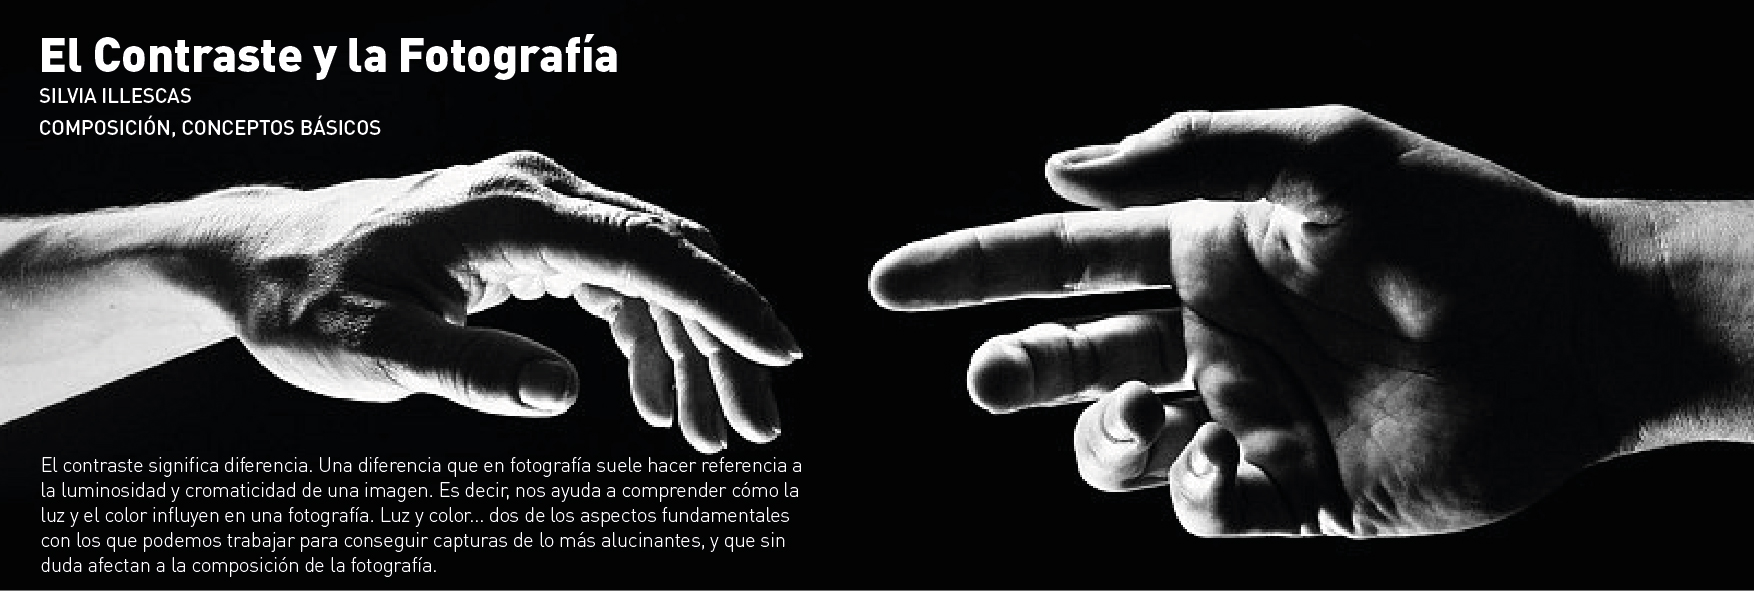 El Contraste y la Fotografía
SILVIA ILLESCAS
COMPOSICIÓN, CONCEPTOS BÁSICOS
El contraste significa diferencia. Una diferencia que en fotografía suele hacer referencia a
la luminosidad y cromaticidad de una imagen. Es decir, nos ayuda a comprender cómo la
luz y el color influyen en una fotografía. Luz y color... dos de los aspectos fundamentales
con los que podemos trabajar para conseguir capturas de lo más alucinantes, y que sin
duda afectan a la composición de la fotografía.